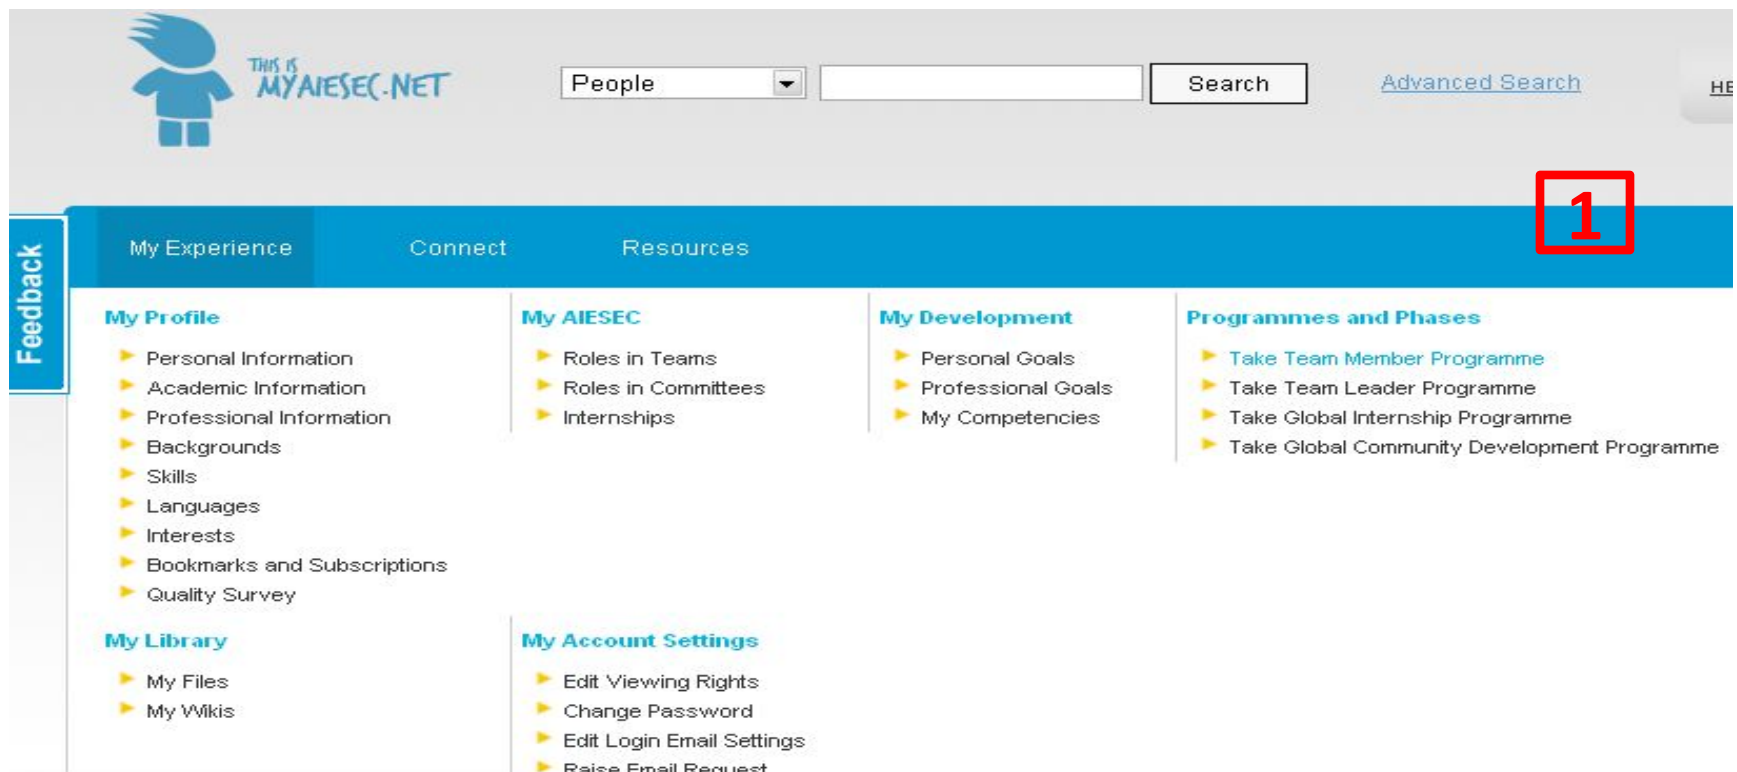 THIS IS
MYAIESEC.NET
People
Search
Advanced Search
1
Feedback
My Experience
Connect
Resources
My Profile
Personal Information
Academic Information
Professional Information
Backgrounds
Skills
Languages
Interests
Bookmarks and Subscriptions
Quality Survey
My AIESEC
Roles in Teams
Roles in Committees
Internships
My Development
Personal Goals
Professional Goals
My Competencies
Programmes and Phases
Take Team Member Programme
Take Team Leader Programme
Take Global Internship Programme
Take Global Community Development Programme
My Library
My Files
My Wikis
My Account Settings
Edit Viewing Rights
Change Password
Edit Login Email Settings
Raise Email Request